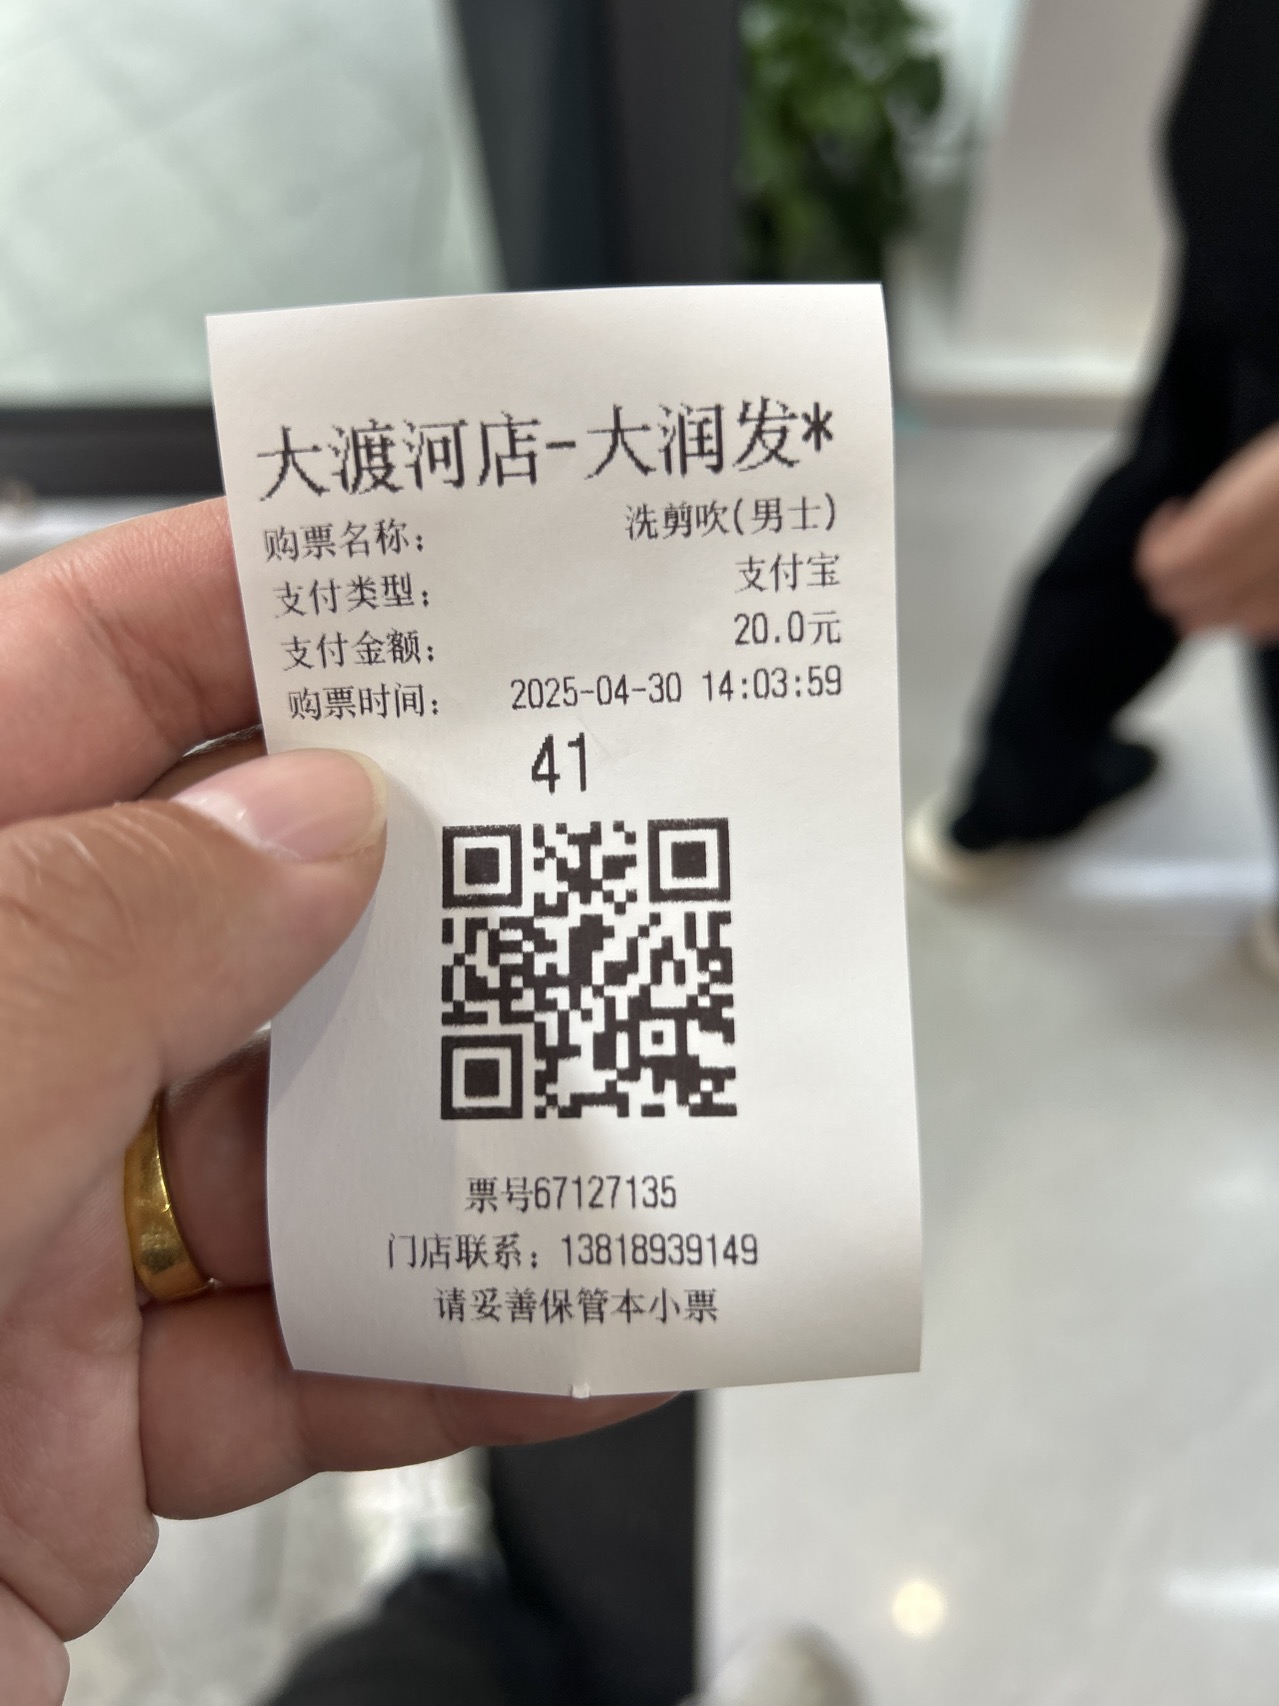 大渡河店-大润发*
购票名称： 洗剪吹(男士)
支付类型： 支付宝
支付金额： 20.0元
购票时间： 2025-04-30 14:03:59
41
票号67127135
门店联系：13818939149
请妥善保管本小票